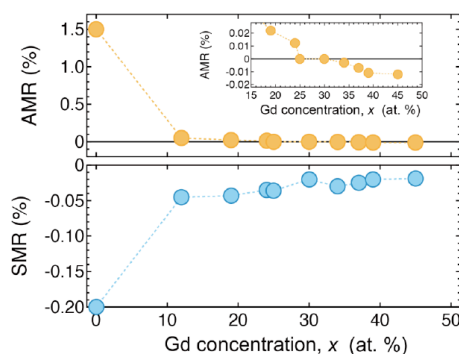 AMR (%)
1.5
1.0
0.5
0
AMR (%)
0.02
0.01
0
-0.01
-0.02
15 20 25 30 35 40 45 50
Gd concentration, x (at. %)
SMR (%)
0
-0.05
-0.10
-0.15
-0.20
0 10 20 30 40 50
Gd concentration, x (at. %)